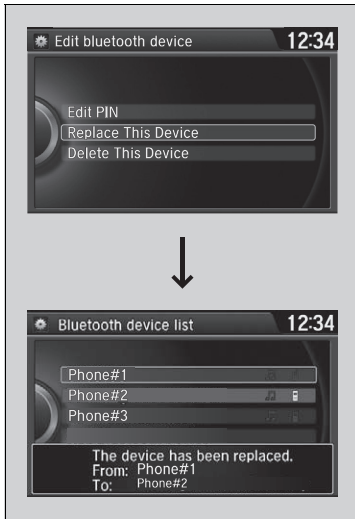 Edit bluetooth device 12:34
Edit PIN
Replace This Device
Delete This Device
Bluetooth device list 12:34
Phone#1
Phone#2
Phone#3
The device has been replaced.
From: Phone#1
To: Phone#2